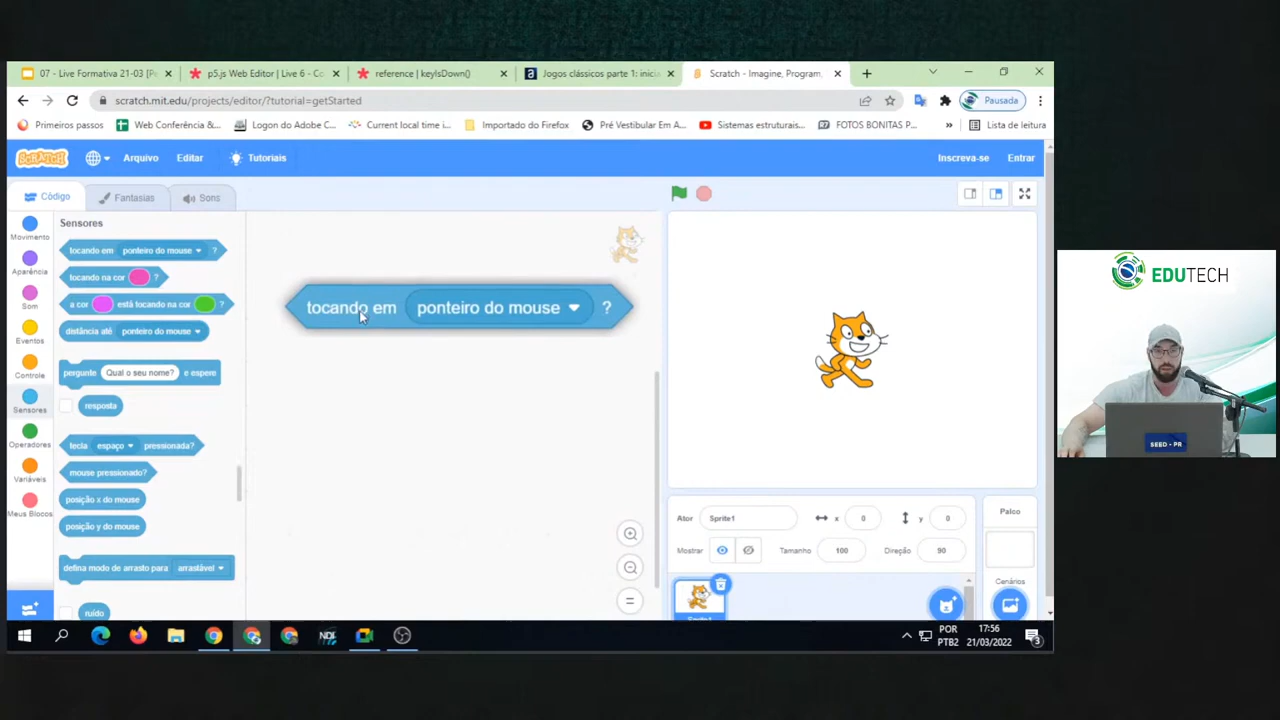 07 - Live Formativa 21-03 [Pe
p5.js Web Editor | Live 6 - Co
reference | keyIsDown()
Jogos clássicos parte 1: inicia
Scratch - Imagine, Program,
scratch.mit.edu/projects/editor/?tutorial=getStarted
Pausada
Primeiros passos
Web Conferência &...
Logon do Adobe C...
Current local time i...
Importado do Firefox
Pré Vestibular Em A...
Sistemas estruturais...
FOTOS BONITAS P...
»
Lista de leitura
SCRATCH
Arquivo
Editar
Tutoriais
Inscreva-se
Entrar
Código
Fantasias
Sons
Movimento
Aparência
Som
Eventos
Controle
Sensores
Operadores
Variáveis
Meus Blocos
Sensores
tocando em ponteiro do mouse ?
tocando na cor ?
a cor está tocando na cor ?
distância até ponteiro do mouse
pergunte Qual o seu nome? e espere
resposta
tecla espaço pressionada?
mouse pressionado?
posição x do mouse
posição y do mouse
defina modo de arrasto para arrastável
ruído
tocando em ponteiro do mouse ?
Ator Sprite1 x 0 y 0
Mostrar Tamanho 100 Direção 90
Sprite1
Palco
Cenários
EDUTECH
SEED - PR
NDI
POR
PTB2
17:56
21/03/2022
3